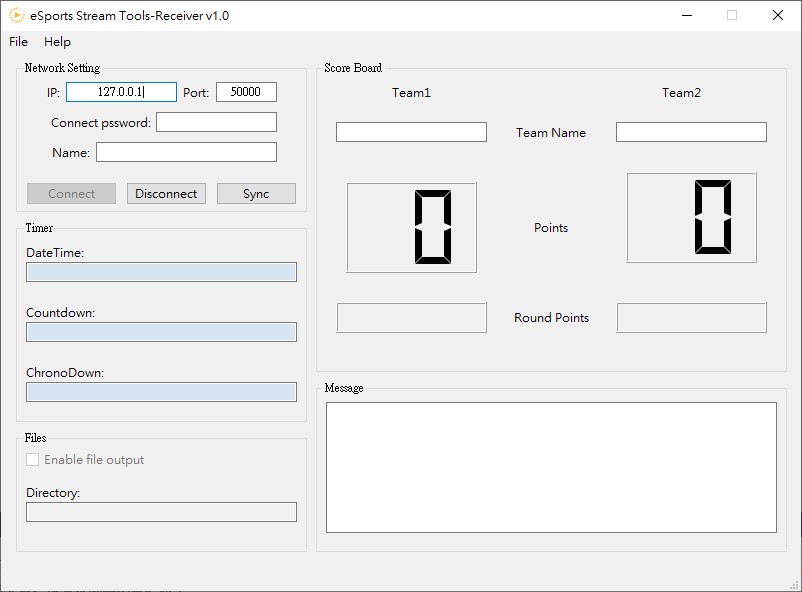 eSports Stream Tools-Receiver v1.0
File Help
Network Setting
IP: 127.0.0.1 Port: 50000
Connect pssword:
Name:
Connect Disconnect Sync
Timer
DateTime:
Countdown:
ChronoDown:
Files
Enable file output
Directory:
Score Board
Team1 Team2
Team Name
0 Points 0
Round Points
Message